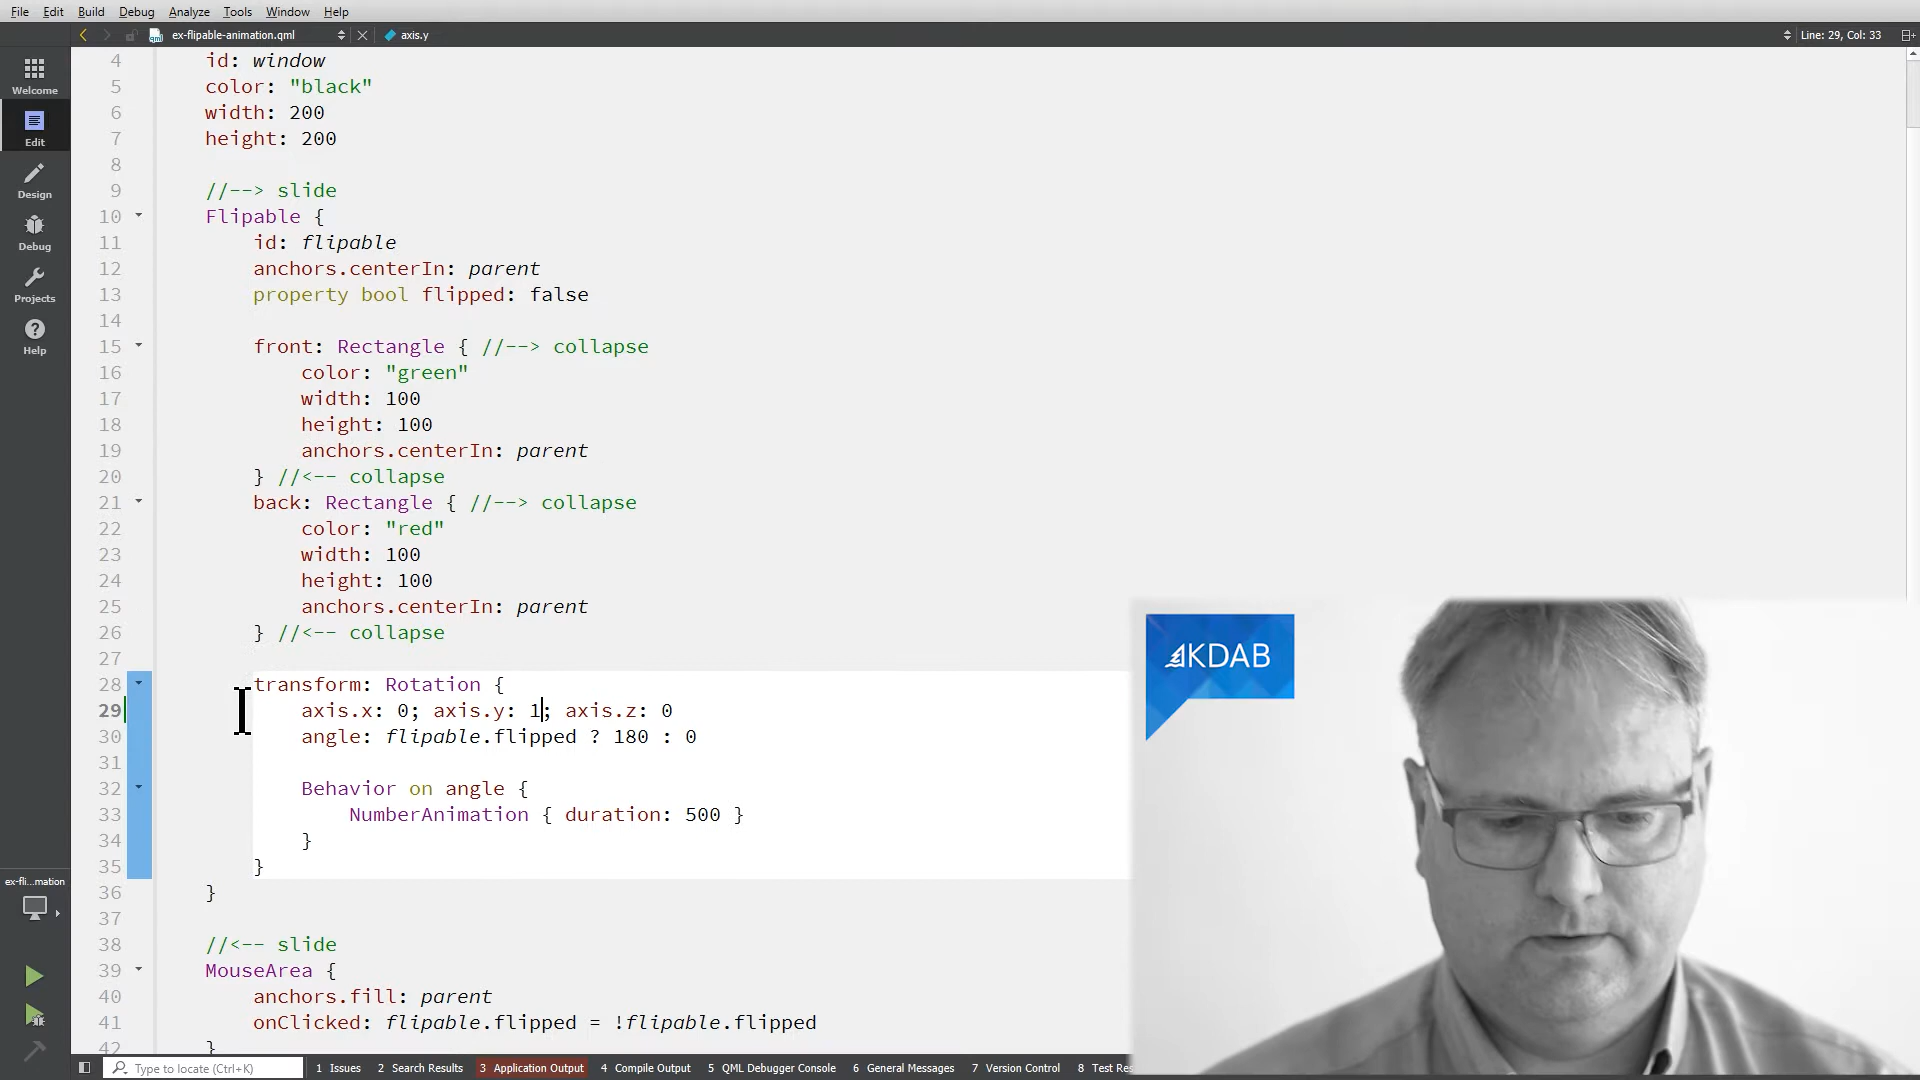 File Edit Build Debug Analyze Tools Window Help
ex-flipable-animation.qml axis.y Line: 29, Col: 33
Welcome
Edit
Design
Debug
Projects
Help
ex-fli...mation
4 id: window
5 color: "black"
6 width: 200
7 height: 200
8
9 //--> slide
10 Flipable {
11 id: flipable
12 anchors.centerIn: parent
13 property bool flipped: false
14
15 front: Rectangle { //--> collapse
16 color: "green"
17 width: 100
18 height: 100
19 anchors.centerIn: parent
20 } //<-- collapse
21 back: Rectangle { //--> collapse
22 color: "red"
23 width: 100
24 height: 100
25 anchors.centerIn: parent
26 } //<-- collapse
27
28 transform: Rotation {
29 axis.x: 0; axis.y: 1; axis.z: 0
30 angle: flipable.flipped ? 180 : 0
31
32 Behavior on angle {
33 NumberAnimation { duration: 500 }
34 }
35 }
36 }
37
38 //<-- slide
39 MouseArea {
40 anchors.fill: parent
41 onClicked: flipable.flipped = !flipable.flipped
42 }
KDAB
Type to locate (Ctrl+K) 1 Issues 2 Search Results 3 Application Output 4 Compile Output 5 QML Debugger Console 6 General Messages 7 Version Control 8 Test Res